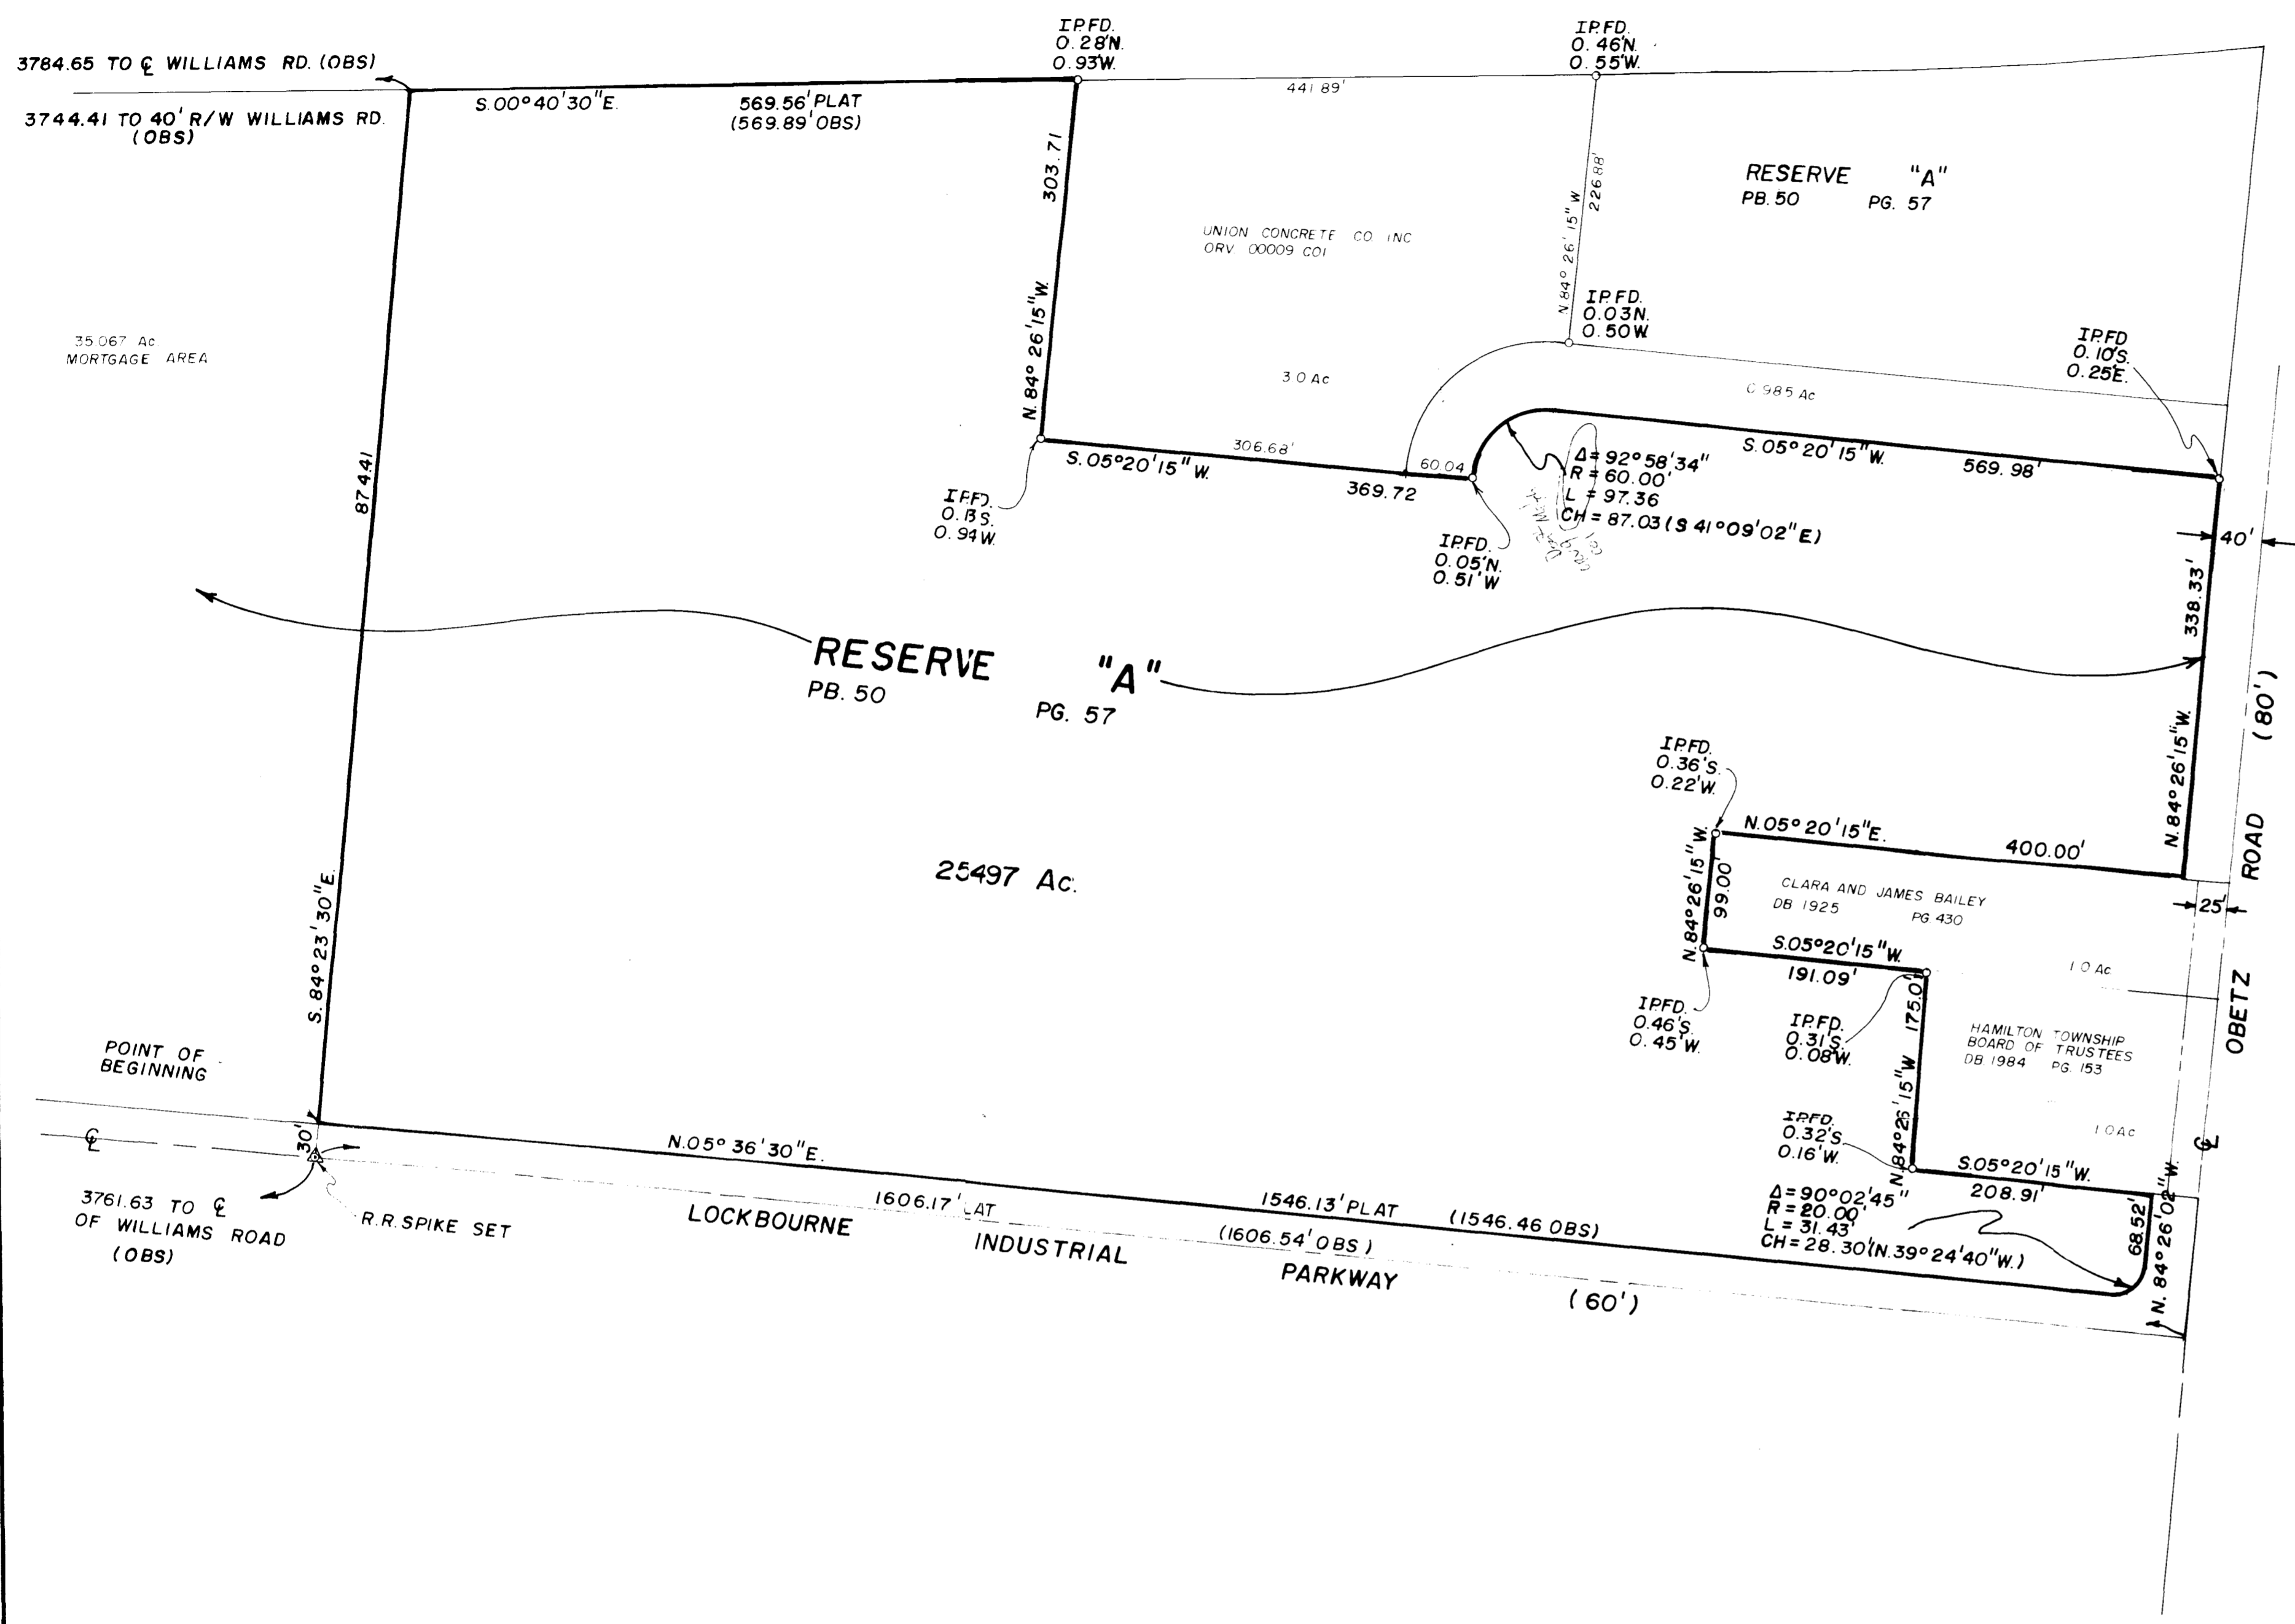 3784.65 TO ℄ WILLIAMS RD. (OBS)
3744.41 TO 40' R/W WILLIAMS RD.
(OBS)
S.00°40'30"E.
569.56' PLAT
(569.89' OBS)
I.P.FD.
0.28'N.
0.93'W.
441 89'
I.P.FD.
0.46'N.
0.55'W.
RESERVE "A"
PB. 50 PG. 57
303.71
N.84°26'15"W.
UNION CONCRETE CO. INC
ORV 00009 C01
3 0 Ac
N 84° 26' 15" W
226 88'
I.P.FD.
0.03N.
0.50W.
I.P.FD
0.10'S.
0.25'E.
0 985 Ac
35.067 Ac
MORTGAGE AREA
874.41
S.84°23'30"E.
306.68'
60.04
S.05°20'15"W.
369.72
I.P.FD.
0.13S.
0.94W.
Δ=92°58'34"
R=60.00'
L =97.36
CH=87.03 (S 41°09'02"E)
I.P.FD.
0.05'N.
0.51'W
S.05°20'15"W.
569.98'
40'
338.33'
N.84°26'15"W.
RESERVE "A"
PB. 50
PG. 57
25497 Ac.
I.P.FD.
0.36'S.
0.22'W.
N.05°20'15"E.
400.00'
N.84°26'15"W.
99.00'
CLARA AND JAMES BAILEY
DB 1925 PG 430
25'
S.05°20'15"W.
191.09'
1 0 Ac.
I.P.FD.
0.46'S.
0.45'W.
I.P.FD.
0.31'S.
0.08'W.
175.0'
N.84°26'15"W
HAMILTON TOWNSHIP
BOARD OF TRUSTEES
DB 1984 PG. 153
1 0 Ac
I.P.FD.
0.32'S.
0.16'W.
S.05°20'15"W.
208.91'
Δ=90°02'45"
R=20.00'
L = 31.43'
CH=28.30'(N.39°24'40"W.)
68.52'
N. 84°26'02"W.
OBETZ ROAD (80')
℄
POINT OF
BEGINNING
℄
30'
3761.63 TO ℄
OF WILLIAMS ROAD
(OBS)
R.R.SPIKE SET
N.05°36'30"E.
1606.17' LAT
1546.13' PLAT (1546.46 OBS)
(1606.54' OBS)
LOCKBOURNE INDUSTRIAL PARKWAY (60')